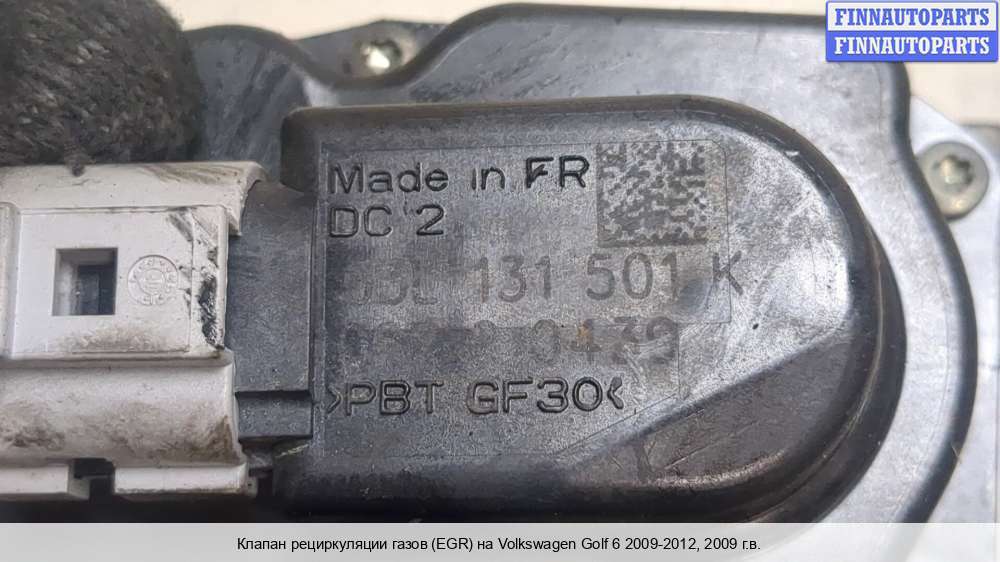 FINNAUTOPARTS
FINNAUTOPARTS
Made in FR
DC 2
131 501 K
>PBT GF30<
Клапан рециркуляции газов (EGR) на Volkswagen Golf 6 2009-2012, 2009 г.в.